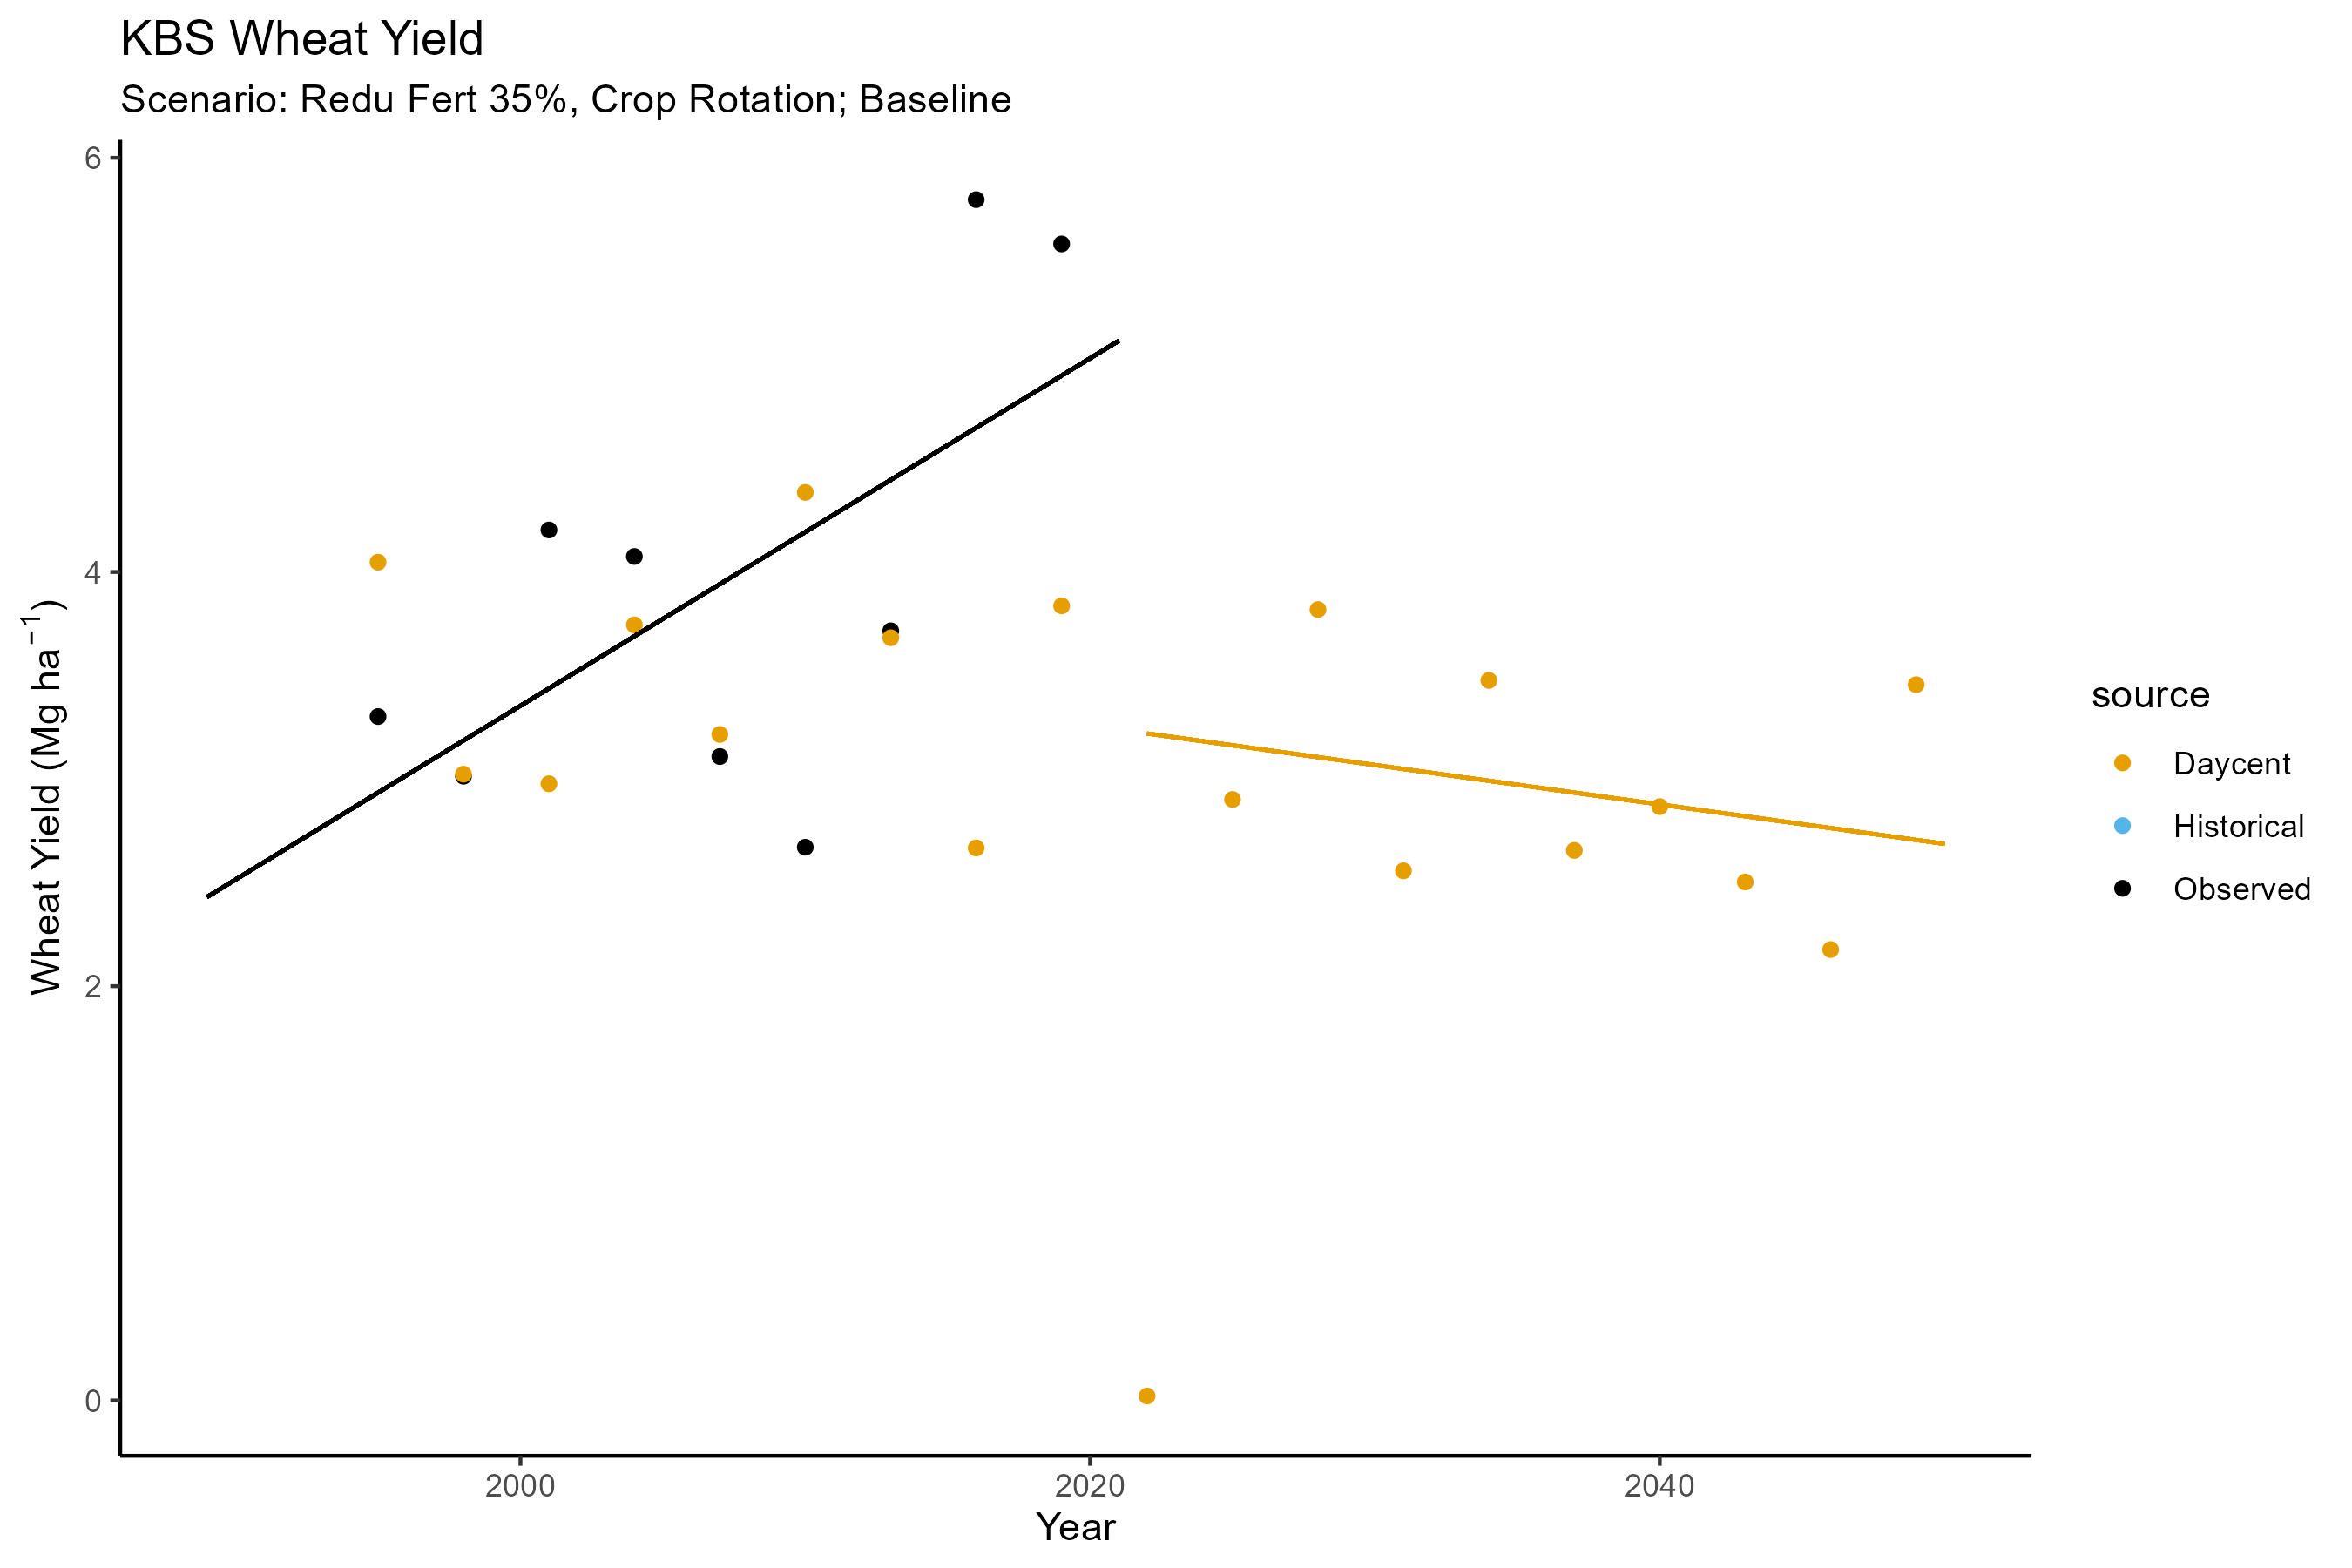 KBS Wheat Yield
Scenario: Redu Fert 35%, Crop Rotation; Baseline
Wheat Yield (Mg ha⁻¹)
6
4
2
0
2000
2020
2040
Year
source
Daycent
Historical
Observed